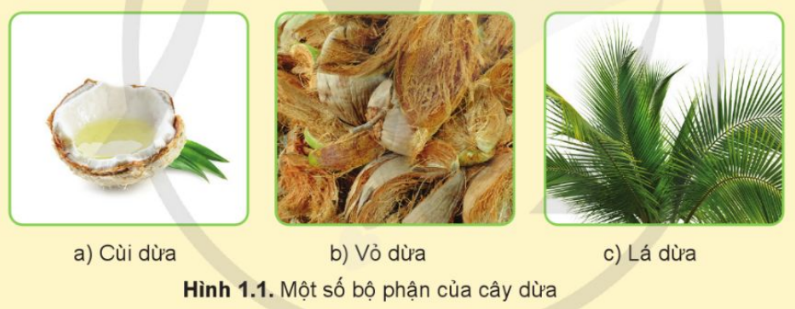 a) Cùi dừa
b) Vỏ dừa
c) Lá dừa
Hình 1.1. Một số bộ phận của cây dừa